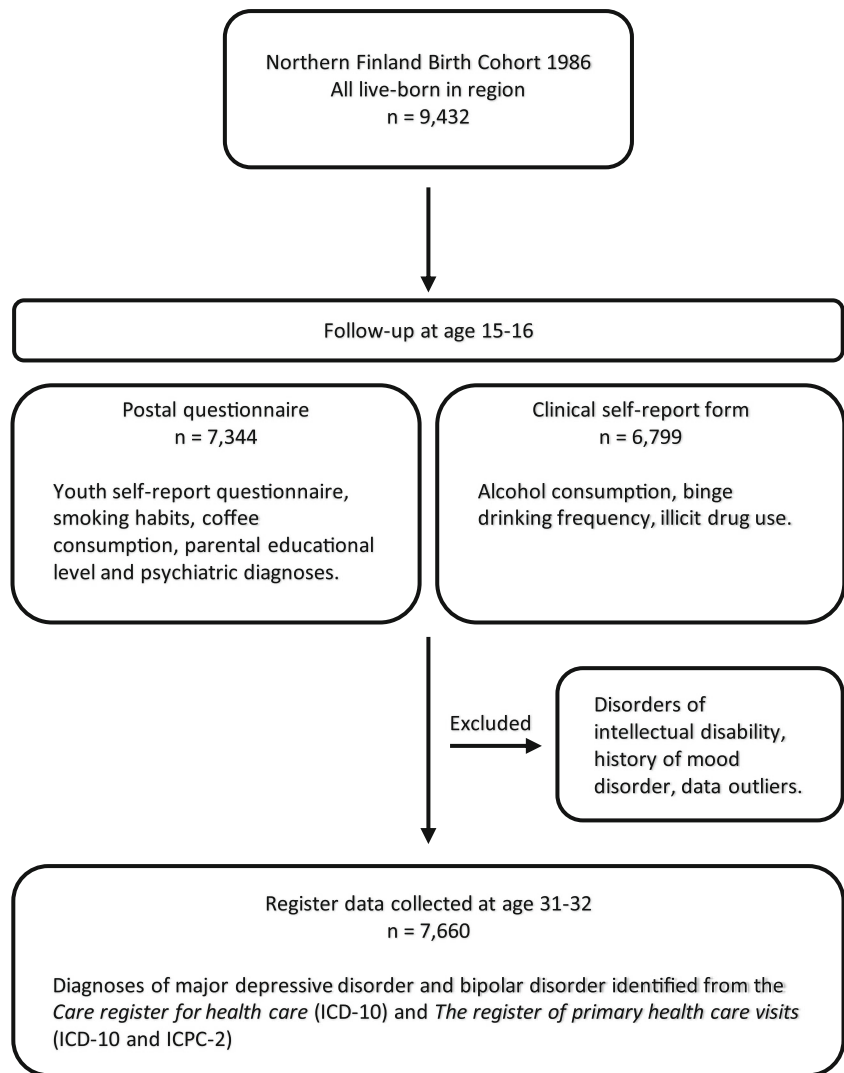 Northern Finland Birth Cohort 1986
All live-born in region
n = 9,432
Follow-up at age 15-16
Postal questionnaire
n = 7,344
Youth self-report questionnaire,
smoking habits, coffee
consumption, parental educational
level and psychiatric diagnoses.
Clinical self-report form
n = 6,799
Alcohol consumption, binge
drinking frequency, illicit drug use.
Excluded
Disorders of
intellectual disability,
history of mood
disorder, data outliers.
Register data collected at age 31-32
n = 7,660
Diagnoses of major depressive disorder and bipolar disorder identified from the
Care register for health care (ICD-10) and The register of primary health care visits
(ICD-10 and ICPC-2)